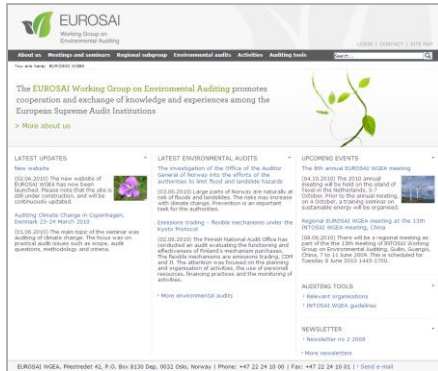 EUROSAI
Working Group on
Environmental Auditing
LOGIN | CONTACT | SITE MAP
About us Meetings and seminars Regional subgroup Environmental audits Activities Auditing tools
Search...
You are here: EUROSAI WGEA
The EUROSAI Working Group on Enviromental Auditing promotes
cooperation and exchange of knowledge and experiences among the
European Supreme Audit Institutions
> More about us
LATEST UPDATES
New website
(02.06.2010) The new website of
EUROSAI WGEA has now been
launched. Please note that the site is
still under construction, and will be
continuously updated.
Auditing Climate Change in Copenhagen,
Denmark 23-24 March 2010
(01.06.2010) The main topic of the seminar was
auditing of climate change. The focus was on
practical audit issues such as scope, audit
questions, methodology and criteria.
LATEST ENVIRONMENTAL AUDITS
The investigation of the Office of the Auditor
General of Norway into the efforts of the
authorities to limit flood and landslide hazards
(03.06.2010) Large parts of Norway are naturally at
risk of floods and landslides. The risks may increase
with climate change. Prevention is an important
task for the authorities.
Emissions trading - flexible mechanisms under the
Kyoto Protocol
(02.06.2010) The Finnish National Audit Office has
conducted an audit evaluating the functioning and
effectiveness of Finland's mechanism purchases.
The flexible mechanisms are emissions trading, CDM
and JI. The attention was focused on the planning
and organisation of activities, the use of personell
resources, financing practices and the monitoring of
activities.
› More environmental audits
UPCOMING EVENTS
The 8th annual EUROSAI WGEA meeting
(04.10.2010) The 2010 annual
meeting will be held on the island of
Texel in the Netherlands, 5-7
October. Prior to the annual meeting,
on 4 October, a training seminar on
sustainable energy will be organised.
Regional EUROSAI WGEA meeting at the 13th
INTOSAI WGEA meeting, China
(08.06.2010) There will be a regional meeting as
part of the the 13th meeting of INTOSAI Working
Group on Environmental Auditing, Guilin, Guangxi,
China, 7 to 11 June 2009. This is scheduled for
Tuesday 8 June 2010 1445-1700.
AUDITING TOOLS
› Relevant organisations
› INTOSAI WGEA guidelines
NEWSLETTER
› Newsletter no 2 2009
› More newsletters
EUROSAI WGEA, Pilestredet 42, P.O. Box 8130 Dep, 0032 Oslo, Norway | Phone: +47 22 24 10 00 | Fax: +47 22 24 10 01 | › Send e-mail